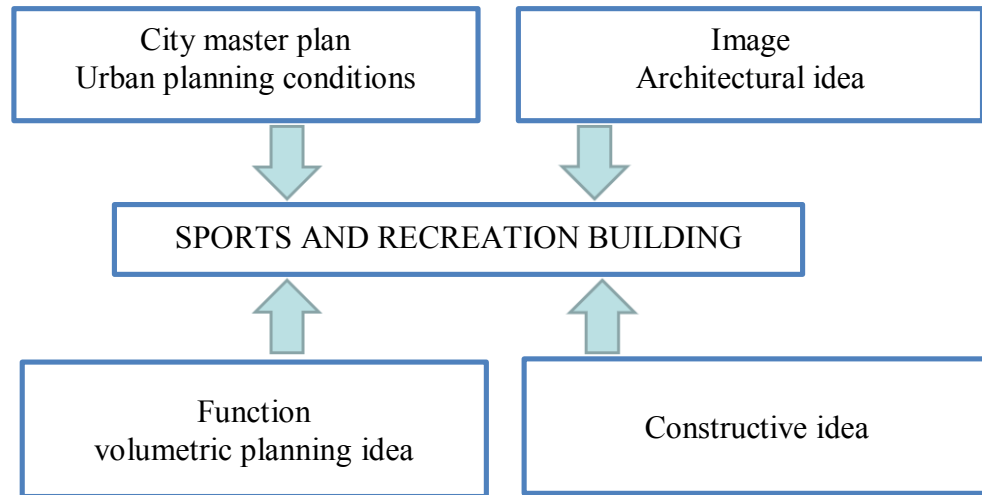 City master plan
Urban planning conditions
Image
Architectural idea
SPORTS AND RECREATION BUILDING
Function
volumetric planning idea
Constructive idea